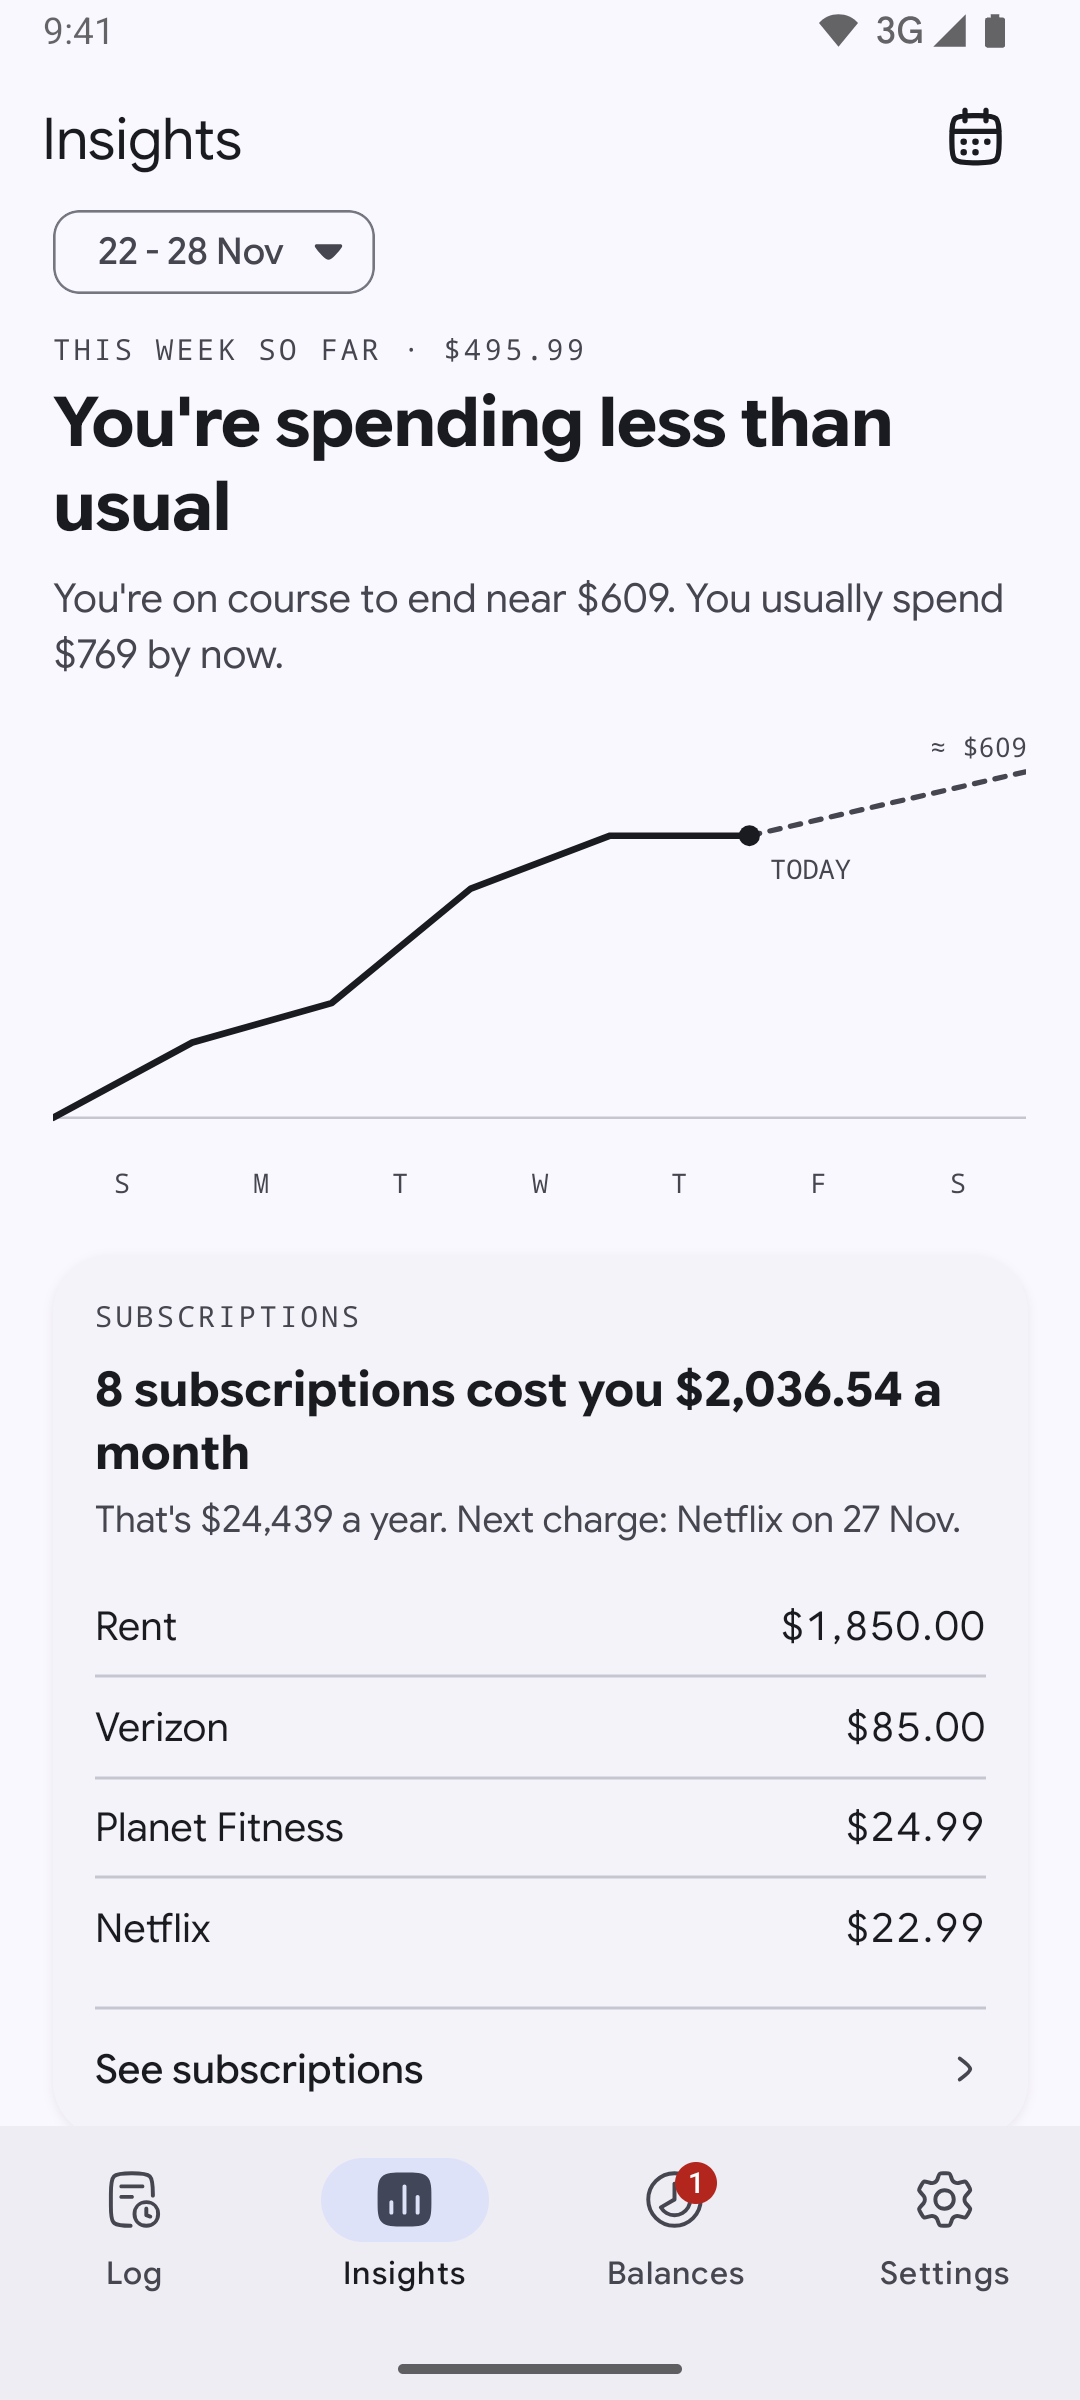 9:41
3G
Insights
22 - 28 Nov
THIS WEEK SO FAR · $495.99
You're spending less than
usual
You're on course to end near $609. You usually spend
$769 by now.
≈ $609
TODAY
S M T W T F S
SUBSCRIPTIONS
8 subscriptions cost you $2,036.54 a
month
That's $24,439 a year. Next charge: Netflix on 27 Nov.
Rent $1,850.00
Verizon $85.00
Planet Fitness $24.99
Netflix $22.99
See subscriptions
1
Log Insights Balances Settings